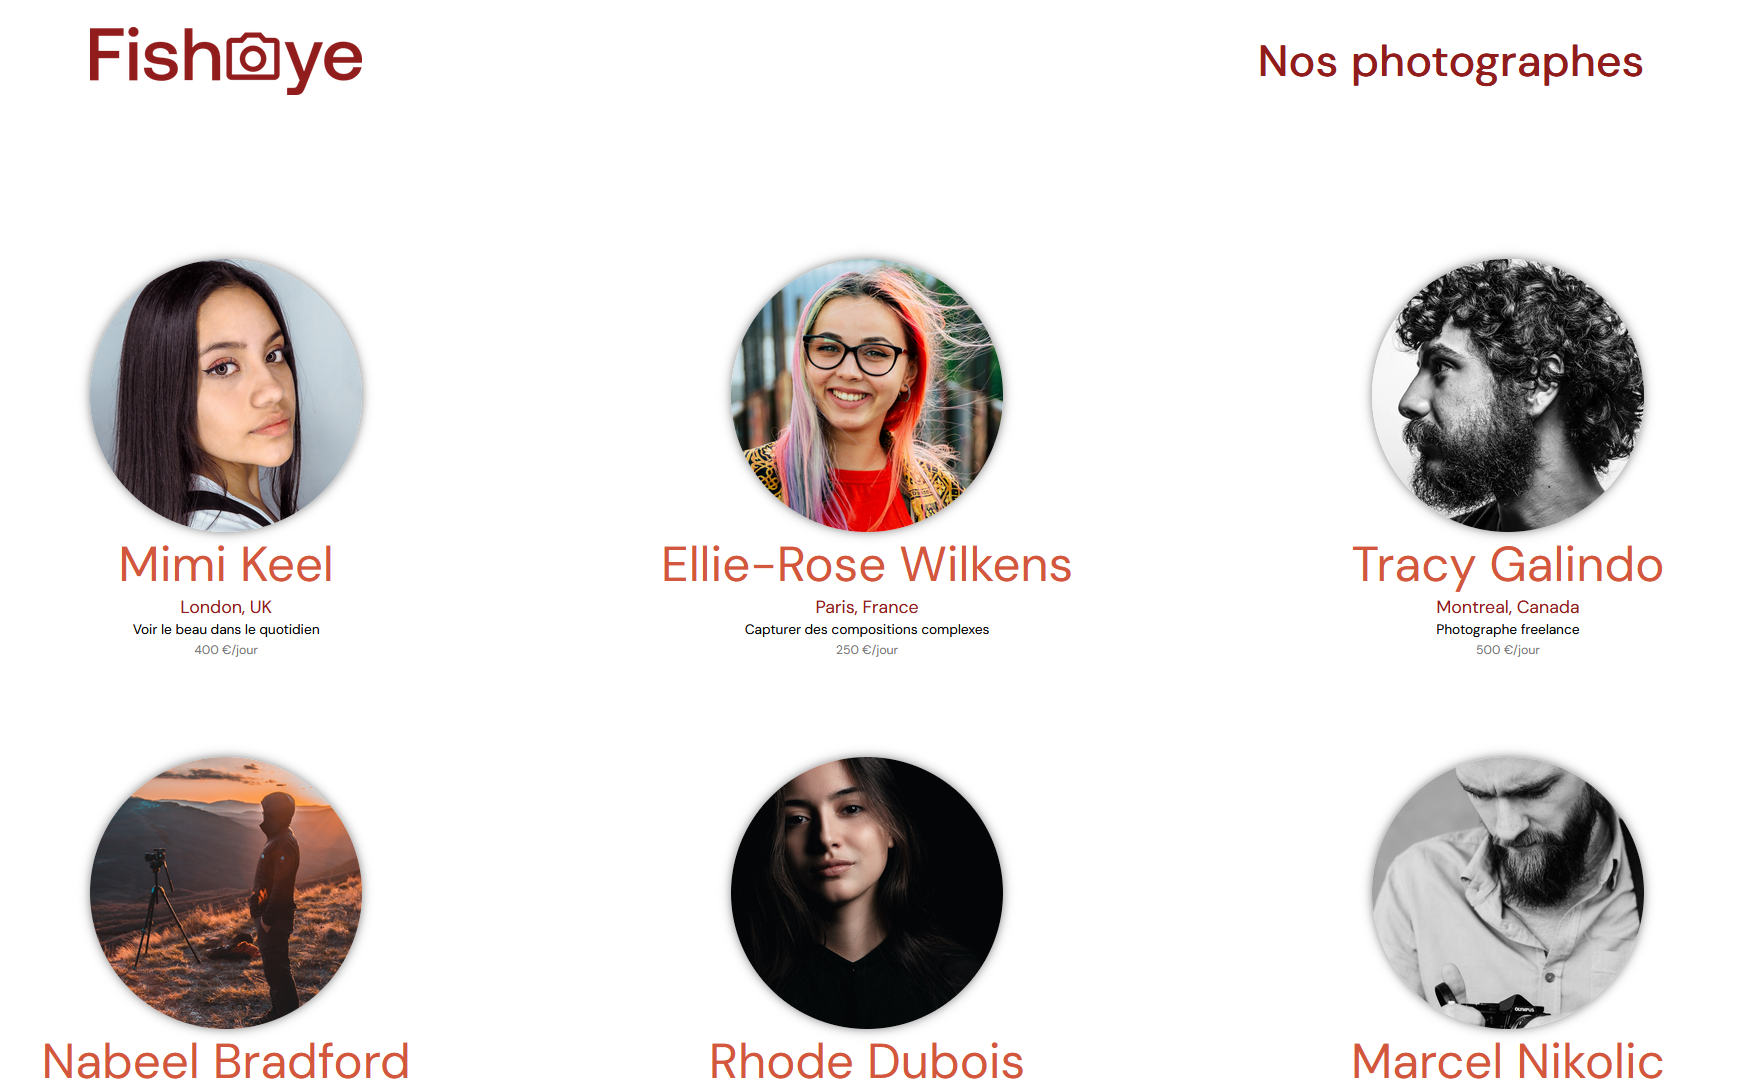 Fisheye
Nos photographes
Mimi Keel
London, UK
Voir le beau dans le quotidien
400 €/jour
Ellie-Rose Wilkens
Paris, France
Capturer des compositions complexes
250 €/jour
Tracy Galindo
Montreal, Canada
Photographe freelance
500 €/jour
Nabeel Bradford
Rhode Dubois
OLYMPUS
Marcel Nikolic